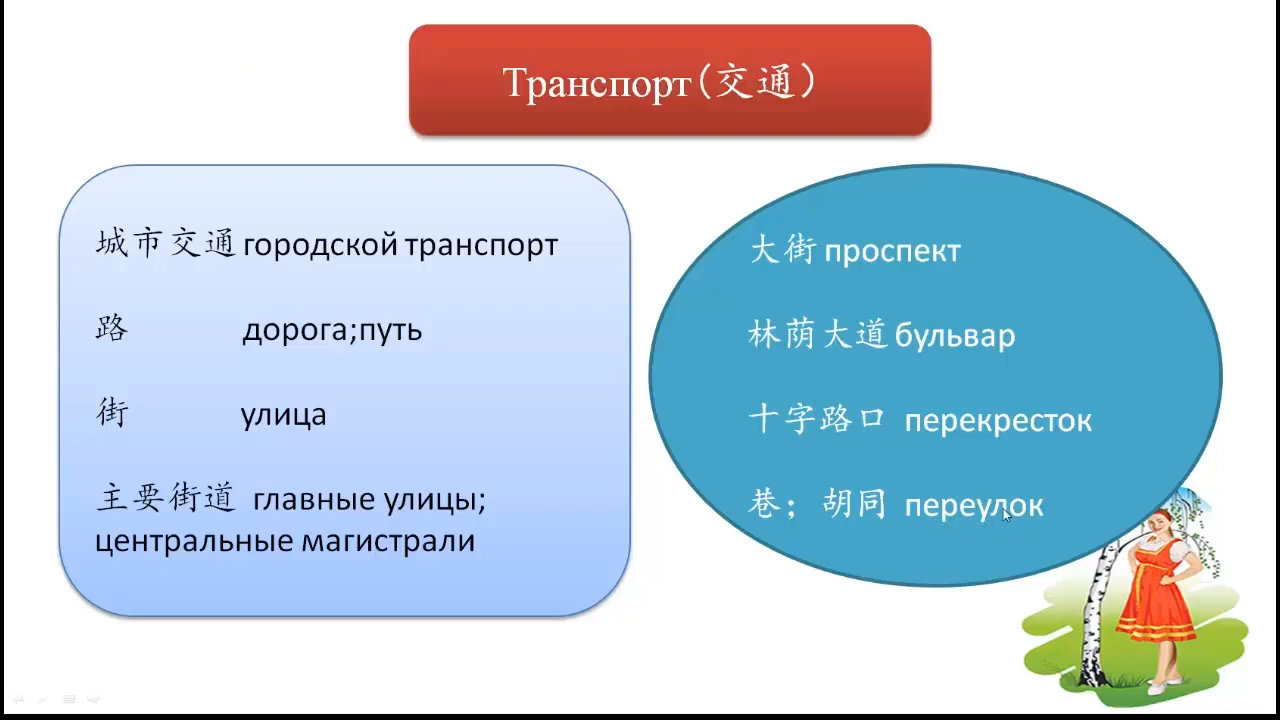 Транспорт(交通）
城市交通 городской транспорт
路 дорога;путь
街 улица
主要街道 главные улицы;
центральные магистрали
大街 проспект
林荫大道 бульвар
十字路口 перекресток
巷；胡同 переулок